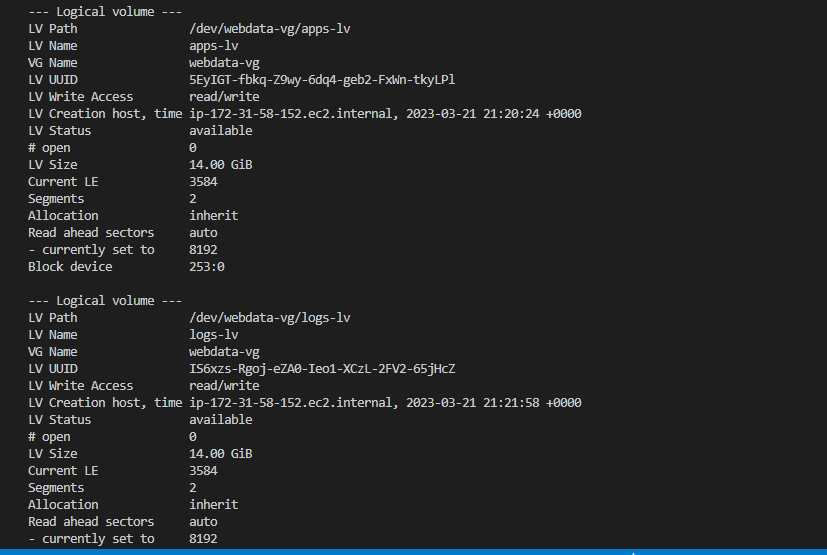 --- Logical volume ---
LV Path                /dev/webdata-vg/apps-lv
LV Name                apps-lv
VG Name                webdata-vg
LV UUID                5EyIGT-fbkq-Z9wy-6dq4-geb2-FxWn-tkyLPl
LV Write Access        read/write
LV Creation host, time ip-172-31-58-152.ec2.internal, 2023-03-21 21:20:24 +0000
LV Status              available
# open                 0
LV Size                14.00 GiB
Current LE             3584
Segments               2
Allocation             inherit
Read ahead sectors     auto
- currently set to     8192
Block device           253:0
--- Logical volume ---
LV Path                /dev/webdata-vg/logs-lv
LV Name                logs-lv
VG Name                webdata-vg
LV UUID                IS6xzs-Rgoj-eZA0-Ieo1-XCzL-2FV2-65jHcZ
LV Write Access        read/write
LV Creation host, time ip-172-31-58-152.ec2.internal, 2023-03-21 21:21:58 +0000
LV Status              available
# open                 0
LV Size                14.00 GiB
Current LE             3584
Segments               2
Allocation             inherit
Read ahead sectors     auto
- currently set to     8192